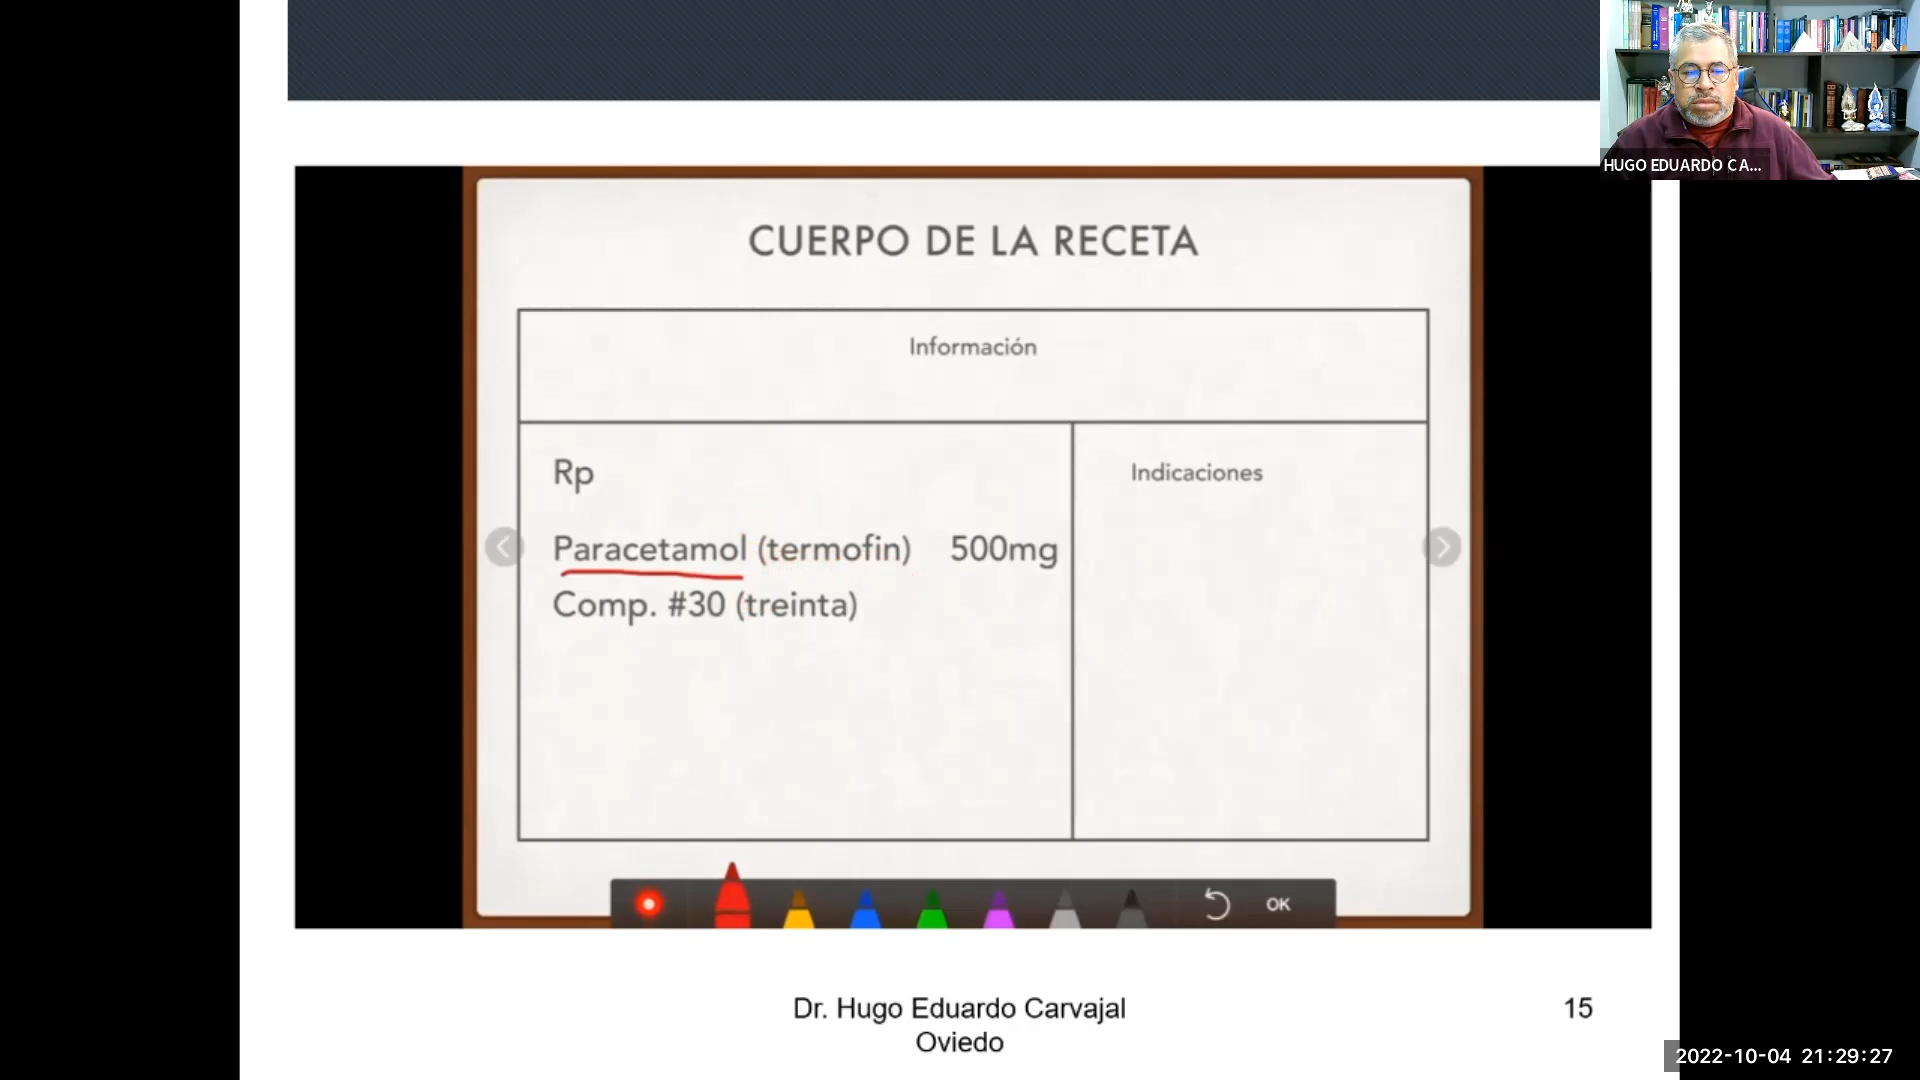 HUGO EDUARDO CA...
CUERPO DE LA RECETA
Información
Rp
Indicaciones
Paracetamol (termofin) 500mg
Comp. #30 (treinta)
OK
Dr. Hugo Eduardo Carvajal
Oviedo
15
2022-10-04 21:29:27